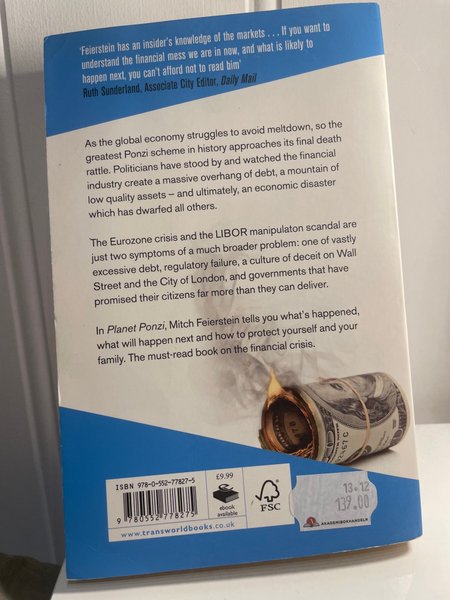 'Feierstein has an insider's knowledge of the markets . . . If you want to
understand the financial mess we are in now, and what is likely to
happen next, you can't afford not to read bim'
Ruth Sunderland, Associate City Editor, Daily Mail
As the global economy struggles to avoid meltdown, so the
greatest Ponzi scheme in history approaches its final death
rattle. Politicians have stood by and watched the financial
industry create a massive overhang of debt, a mountain of
low quality assets – and ultimately, an economic disaster
which has dwarfed all others.
The Eurozone crisis and the LIBOR manipulaton scandal are
just two symptoms of a much broader problem: one of vastly
excessive debt, regulatory failure, a culture of deceit on Wall
Street and the City of London, and governments that have
promised their citizens far more than they can deliver.
In Planet Ponzi, Mitch Feierstein tells you what's happened,
what will happen next and how to protect yourself and your
family. The must-read book on the financial crisis.
ISBN 978-0-552-77827-5
9 780552 778275
£9.99
ebook
available
FSC
www.transworldbooks.co.uk
13.12
139.00
AKADEMIBOKHANDELN